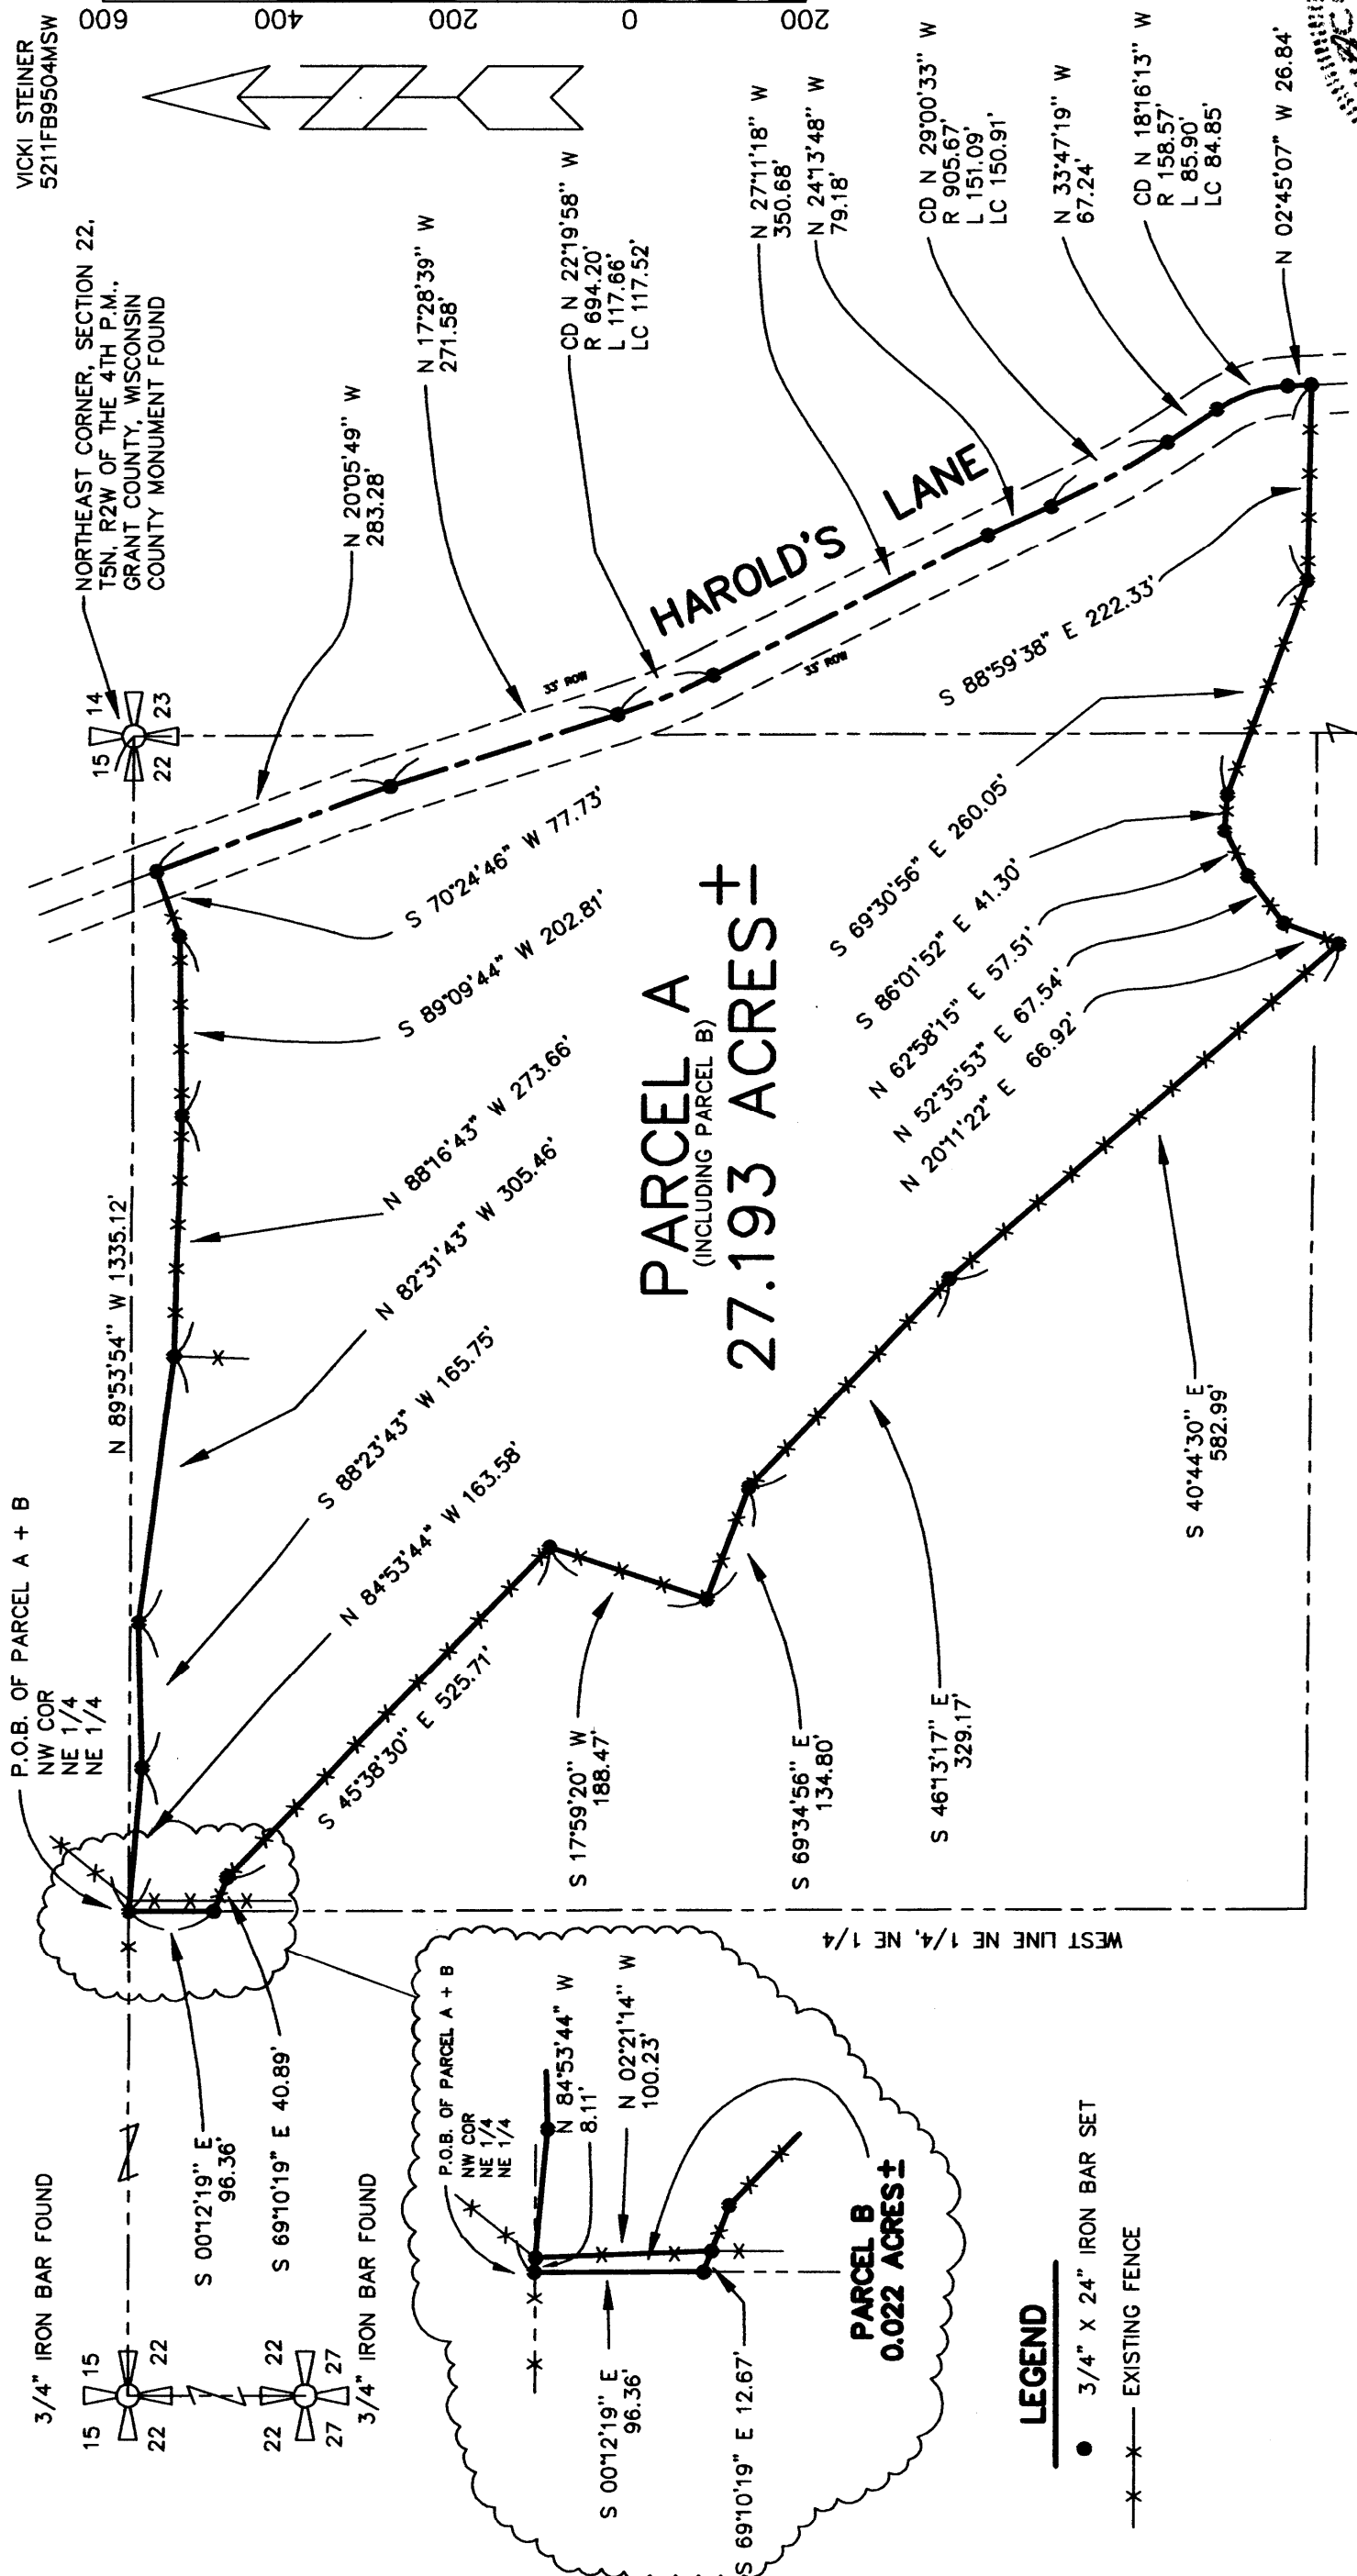 VICKI STEINER
5211FB9504MSW
600
400
200
0
200
NORTHEAST CORNER, SECTION 22,
T5N, R2W OF THE 4TH P.M.,
GRANT COUNTY, WISCONSIN
COUNTY MONUMENT FOUND
15 14
22 23
N 20°05'49" W
283.28'
N 17°28'39" W
271.58'
CD N 22°19'58" W
R 694.20'
L 117.66'
LC 117.52'
N 27°11'18" W
350.68'
N 24°13'48" W
79.18'
CD N 29°00'33" W
R 905.67'
L 151.09'
LC 150.91'
N 33°47'19" W
67.24'
CD N 18°16'13" W
R 158.57'
L 85.90'
LC 84.85'
N 02°45'07" W 26.84'
HAROLD'S LANE
33' ROW
33' ROW
P.O.B. OF PARCEL A + B
NW COR
NE 1/4
NE 1/4
N 89°53'54" W 1335.12'
S 70°24'46" W 77.73'
S 89°09'44" W 202.81'
N 88°16'43" W 273.66'
N 82°31'43" W 305.46'
S 88°23'43" W 165.75'
N 84°53'44" W 163.58'
PARCEL A
(INCLUDING PARCEL B)
27.193 ACRES±
S 88°59'38" E 222.33'
S 69°30'56" E 260.05'
S 86°01'52" E 41.30'
N 62°58'15" E 57.51'
N 52°35'53" E 67.54'
N 20°11'22" E 66.92'
S 45°38'30" E 525.71'
S 17°59'20" W
188.47'
S 69°34'56" E
134.80'
S 46°13'17" E
329.17'
S 40°44'30" E
582.99'
WEST LINE NE 1/4, NE 1/4
3/4" IRON BAR FOUND
15 15
22 22
22 22
27 27
3/4" IRON BAR FOUND
S 00°12'19" E
96.36'
S 69°10'19" E 40.89'
P.O.B. OF PARCEL A + B
NW COR
NE 1/4
NE 1/4
N 84°53'44" W
8.11'
N 02°21'14" W
100.23'
S 00°12'19" E
96.36'
S 69°10'19" E 12.67'
PARCEL B
0.022 ACRES±
LEGEND
3/4" X 24" IRON BAR SET
EXISTING FENCE